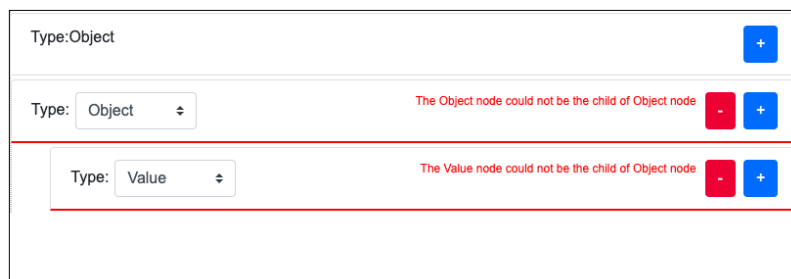 Type:Object
+
Type: Object
The Object node could not be the child of Object node
- +
Type: Value
The Value node could not be the child of Object node
- +